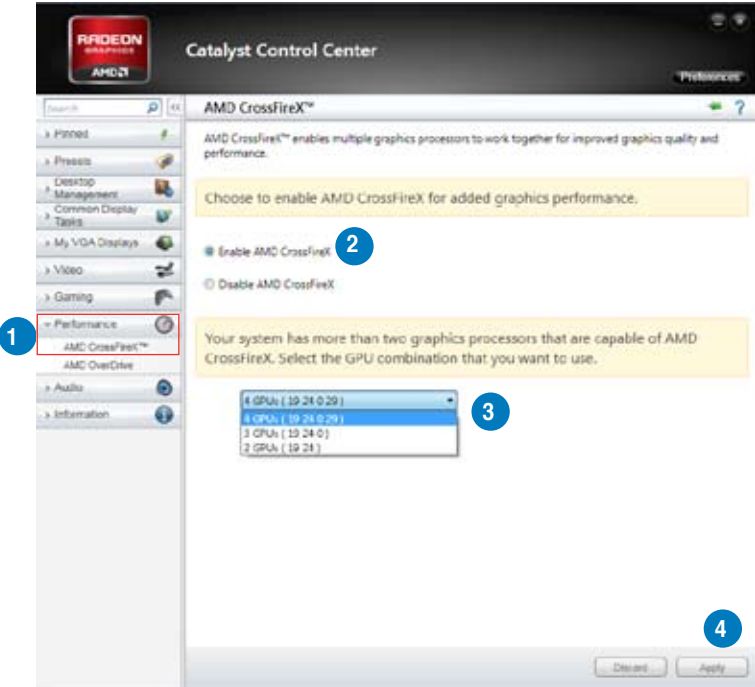 RADEON
GRAPHICS
AMD
Catalyst Control Center
Preferences
Search
<<
AMD CrossFireX™
?
Pinned
Presets
Desktop
Management
Common Display
Tasks
My VGA Displays
Video
Gaming
1
Performance
AMD CrossFireX™
AMD OverDrive
Audio
Information
AMD CrossFireX™ enables multiple graphics processors to work together for improved graphics quality and
performance.
Choose to enable AMD CrossFireX for added graphics performance.
Enable AMD CrossFireX
2
Disable AMD CrossFireX
Your system has more than two graphics processors that are capable of AMD
CrossFireX. Select the GPU combination that you want to use.
4 GPUs ( 19 24 0 29 )
3
4 GPUs ( 19 24 0 29 )
3 GPUs ( 19 24 0 )
2 GPUs ( 19 24 )
4
Discard
Apply